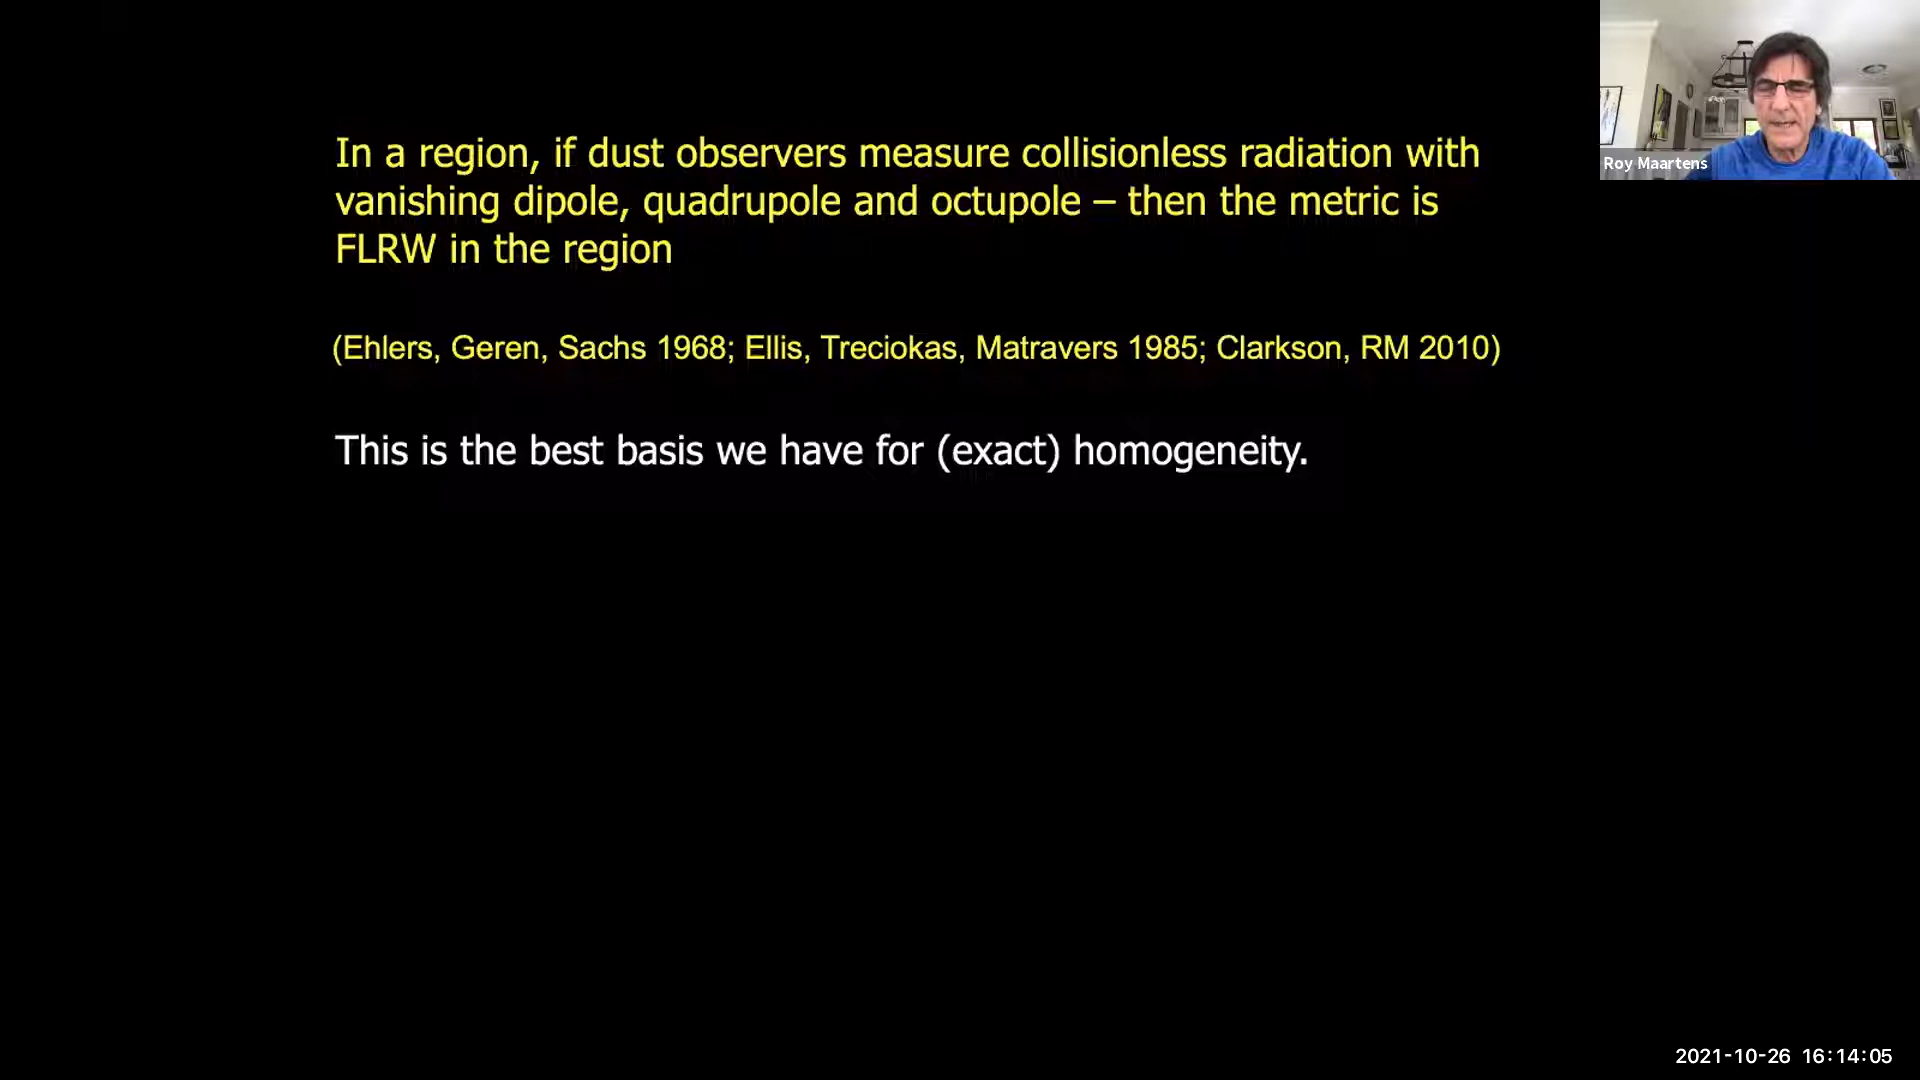 In a region, if dust observers measure collisionless radiation with
vanishing dipole, quadrupole and octupole – then the metric is
FLRW in the region
(Ehlers, Geren, Sachs 1968; Ellis, Treciokas, Matravers 1985; Clarkson, RM 2010)
This is the best basis we have for (exact) homogeneity.
Roy Maartens
2021-10-26 16:14:05